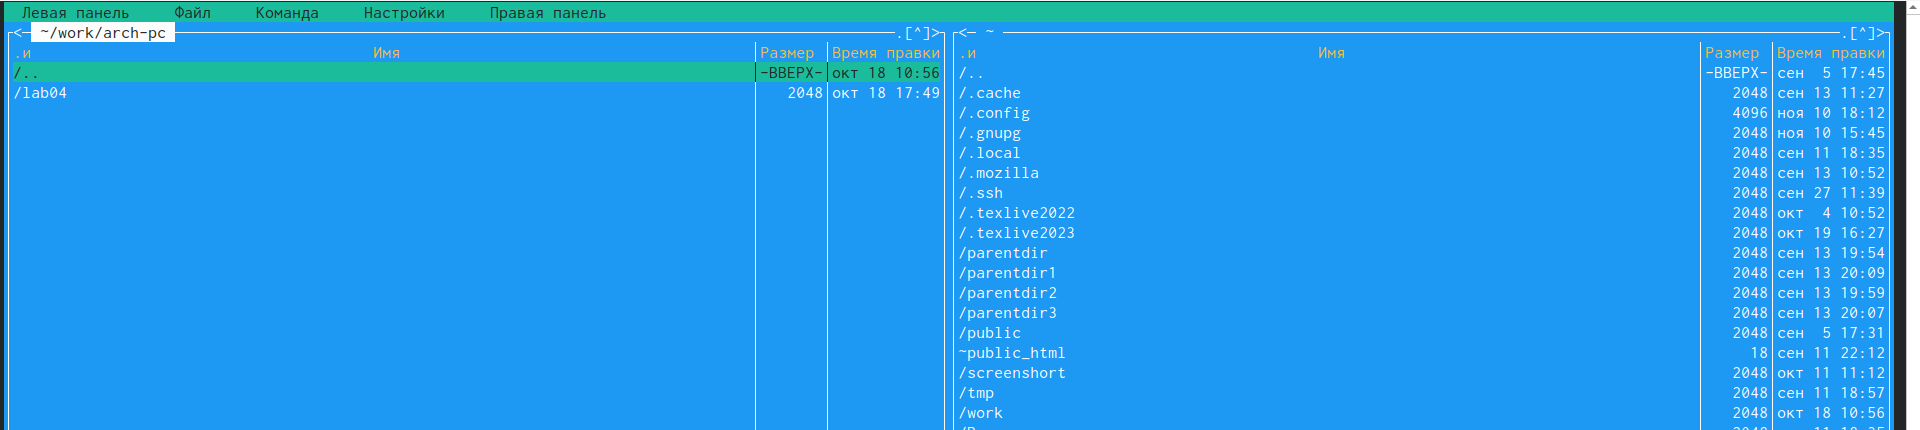 Левая панель Файл Команда Настройки Правая панель
<─ ~/work/arch-pc .[^]> <─ ~ .[^]>
.и Имя Размер Время правки .и Имя Размер Время правки
/.. -ВВЕРХ- окт 18 10:56 /.. -ВВЕРХ- сен 5 17:45
/lab04 2048 окт 18 17:49 /.cache 2048 сен 13 11:27
/.config 4096 ноя 10 18:12
/.gnupg 2048 ноя 10 15:45
/.local 2048 сен 11 18:35
/.mozilla 2048 сен 13 10:52
/.ssh 2048 сен 27 11:39
/.texlive2022 2048 окт 4 10:52
/.texlive2023 2048 окт 19 16:27
/parentdir 2048 сен 13 19:54
/parentdir1 2048 сен 13 20:09
/parentdir2 2048 сен 13 19:59
/parentdir3 2048 сен 13 20:07
/public 2048 сен 5 17:31
~public_html 18 сен 11 22:12
/screenshort 2048 окт 11 11:12
/tmp 2048 сен 11 18:57
/work 2048 окт 18 10:56